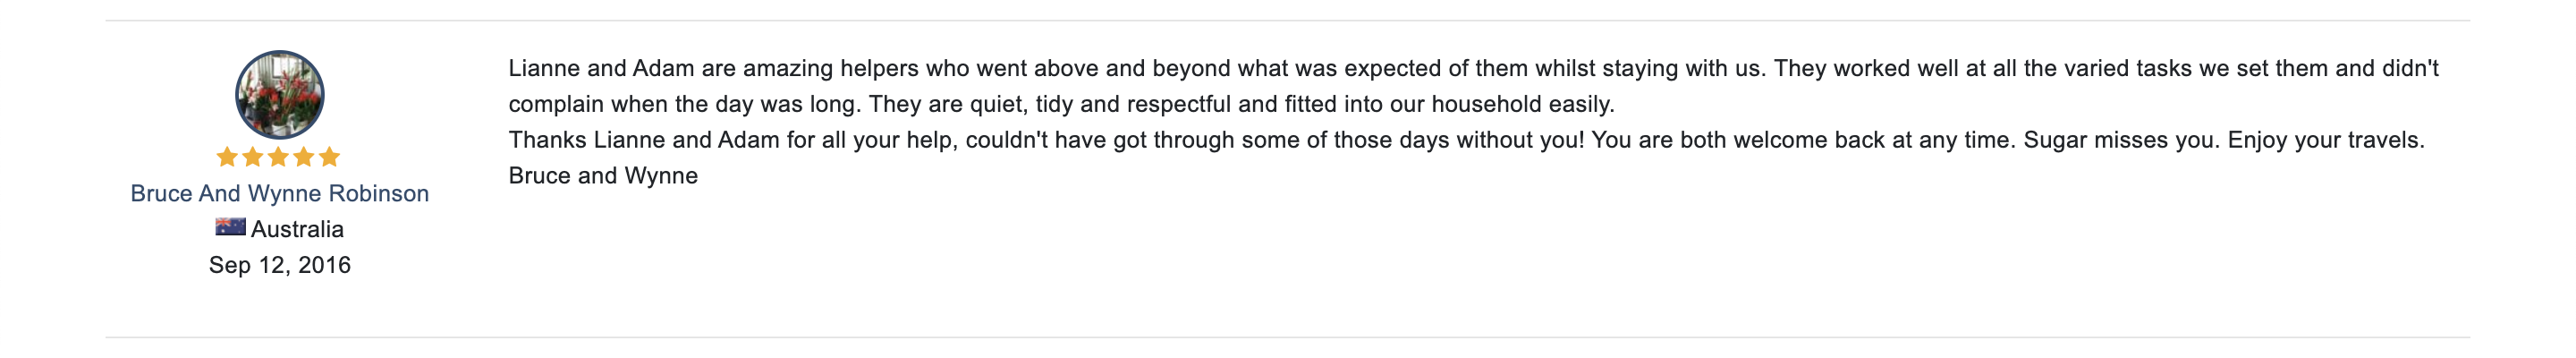 Lianne and Adam are amazing helpers who went above and beyond what was expected of them whilst staying with us. They worked well at all the varied tasks we set them and didn't
complain when the day was long. They are quiet, tidy and respectful and fitted into our household easily.
Thanks Lianne and Adam for all your help, couldn't have got through some of those days without you! You are both welcome back at any time. Sugar misses you. Enjoy your travels.
Bruce and Wynne
Bruce And Wynne Robinson
Australia
Sep 12, 2016